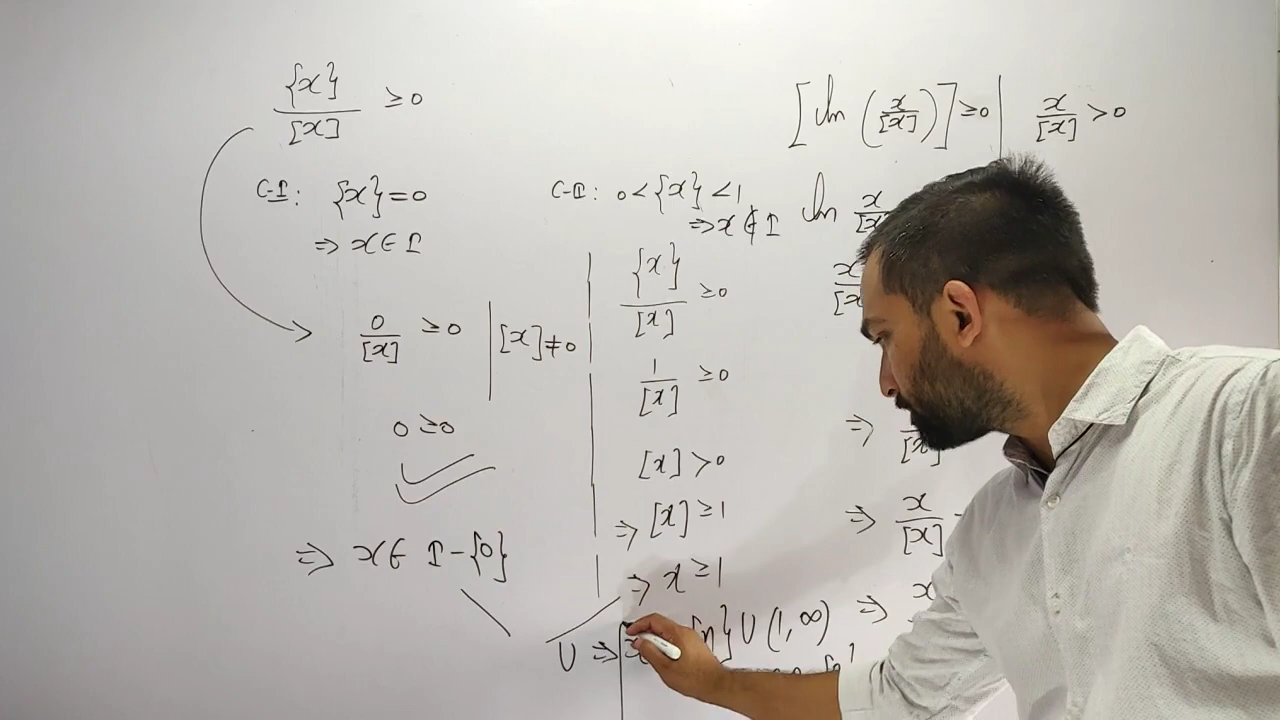 {x}/[x] ≥0
C-I: {x}=0
⇒ x∈ I
0/[x] ≥0 | [x]≠0
0 ≥0
⇒ x∈ I-{0}
C-II: 0<{x}<1
⇒ x ∉ I
{x}/[x] ≥0
1/[x] ≥0
[x] >0
⇒ [x] ≥1
⇒ x ≥1
U ⇒ x {n} U (1,∞)
[ln (x/[x])] ≥0 | x/[x] >0
ln x/[x]
x/[x]
⇒ /[x]
⇒ x/[x] -
⇒ x